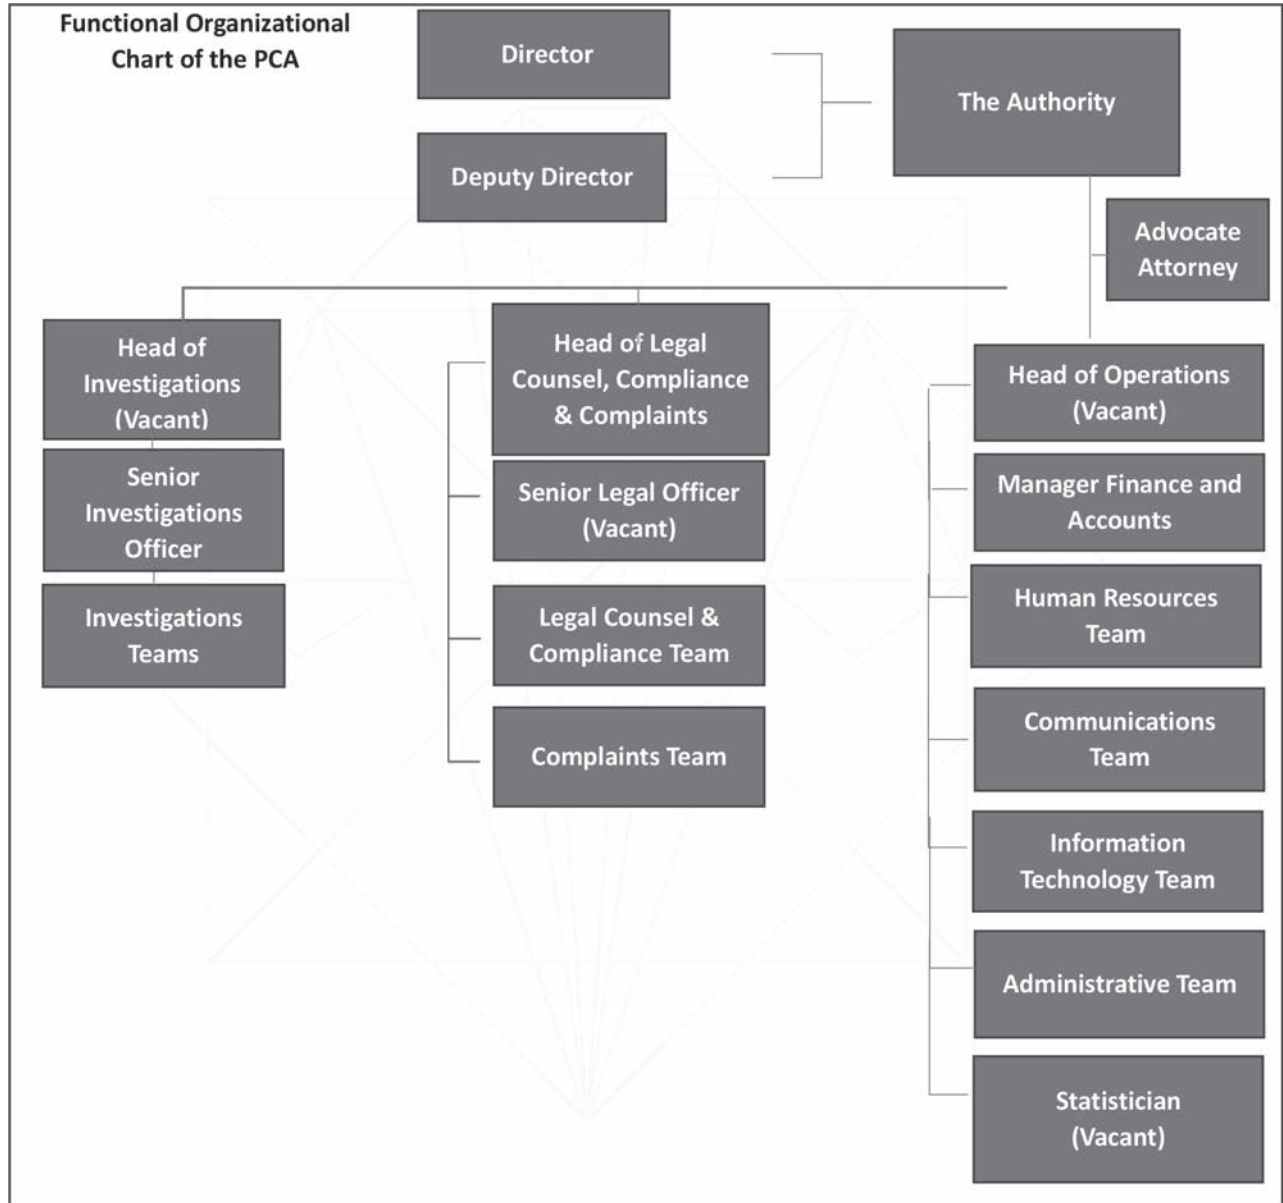 Functional Organizational
Chart of the PCA
Director
The Authority
Deputy Director
Advocate
Attorney
Head of
Investigations
(Vacant)
Senior
Investigations
Officer
Investigations
Teams
Head of Legal
Counsel, Compliance
& Complaints
Senior Legal Officer
(Vacant)
Legal Counsel &
Compliance Team
Complaints Team
Head of Operations
(Vacant)
Manager Finance and
Accounts
Human Resources
Team
Communications
Team
Information
Technology Team
Administrative Team
Statistician
(Vacant)